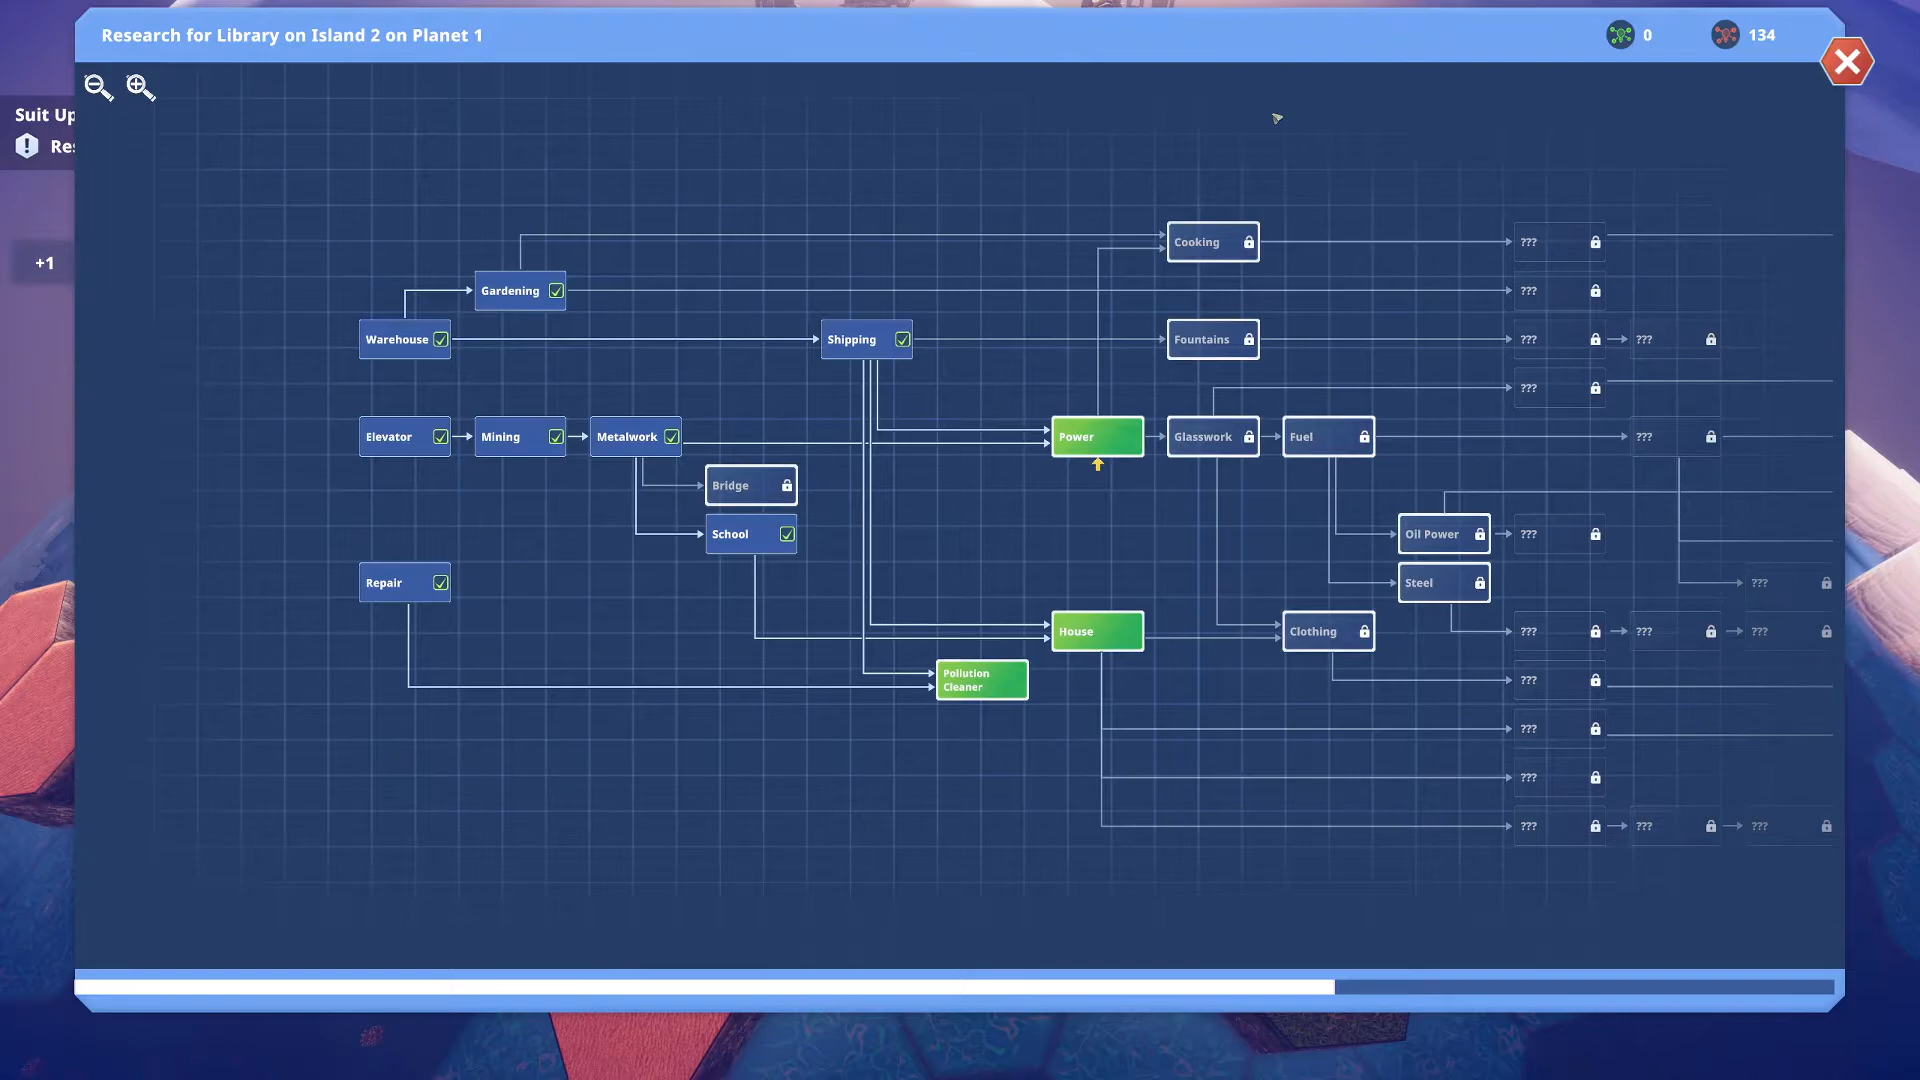 Research for Library on Island 2 on Planet 1
0
134
Suit Up
Res
+1
Cooking
???
Gardening
???
Warehouse
Shipping
Fountains
???
???
???
Elevator
Mining
Metalwork
Power
Glasswork
Fuel
???
Bridge
School
Oil Power
???
Repair
Steel
???
House
Clothing
???
???
???
Pollution
Cleaner
???
???
???
???
???
???